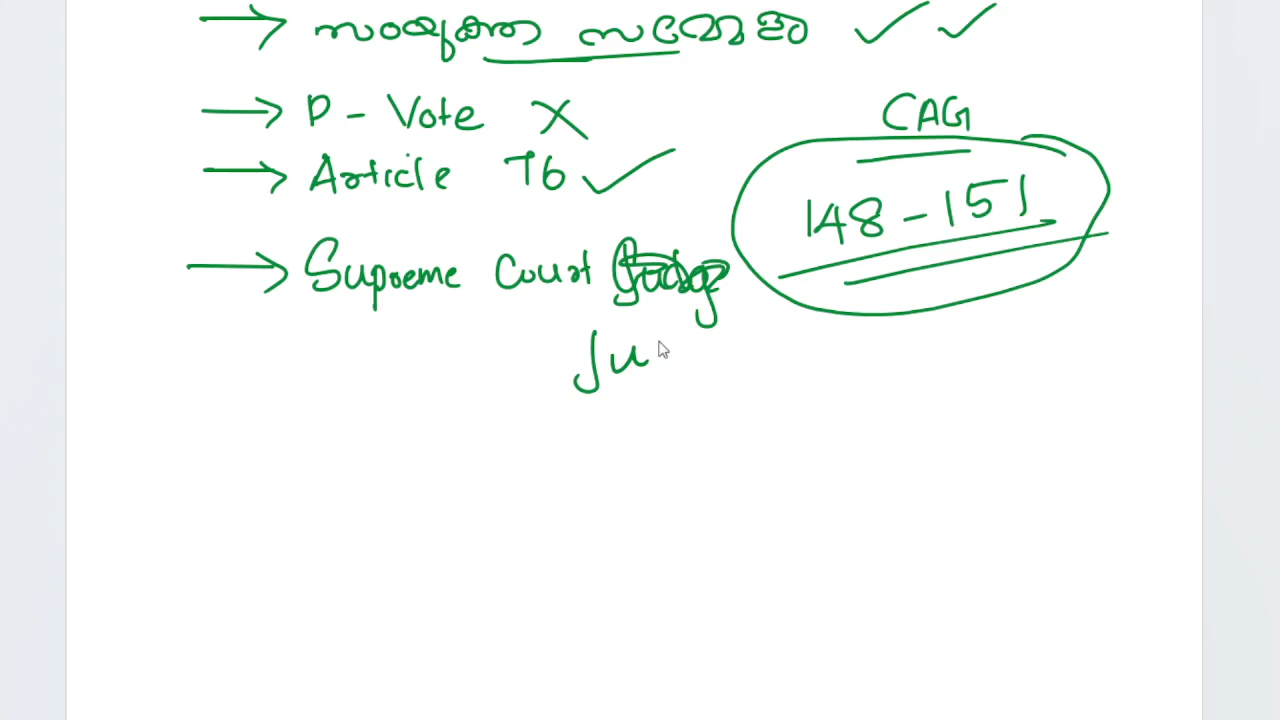 → സംയുക്ത സമ്മേളനം ✓ ✓
→ P - Vote X
CAG
→ Article 76 ✓
148 - 151
→ Supreme Court
Ju